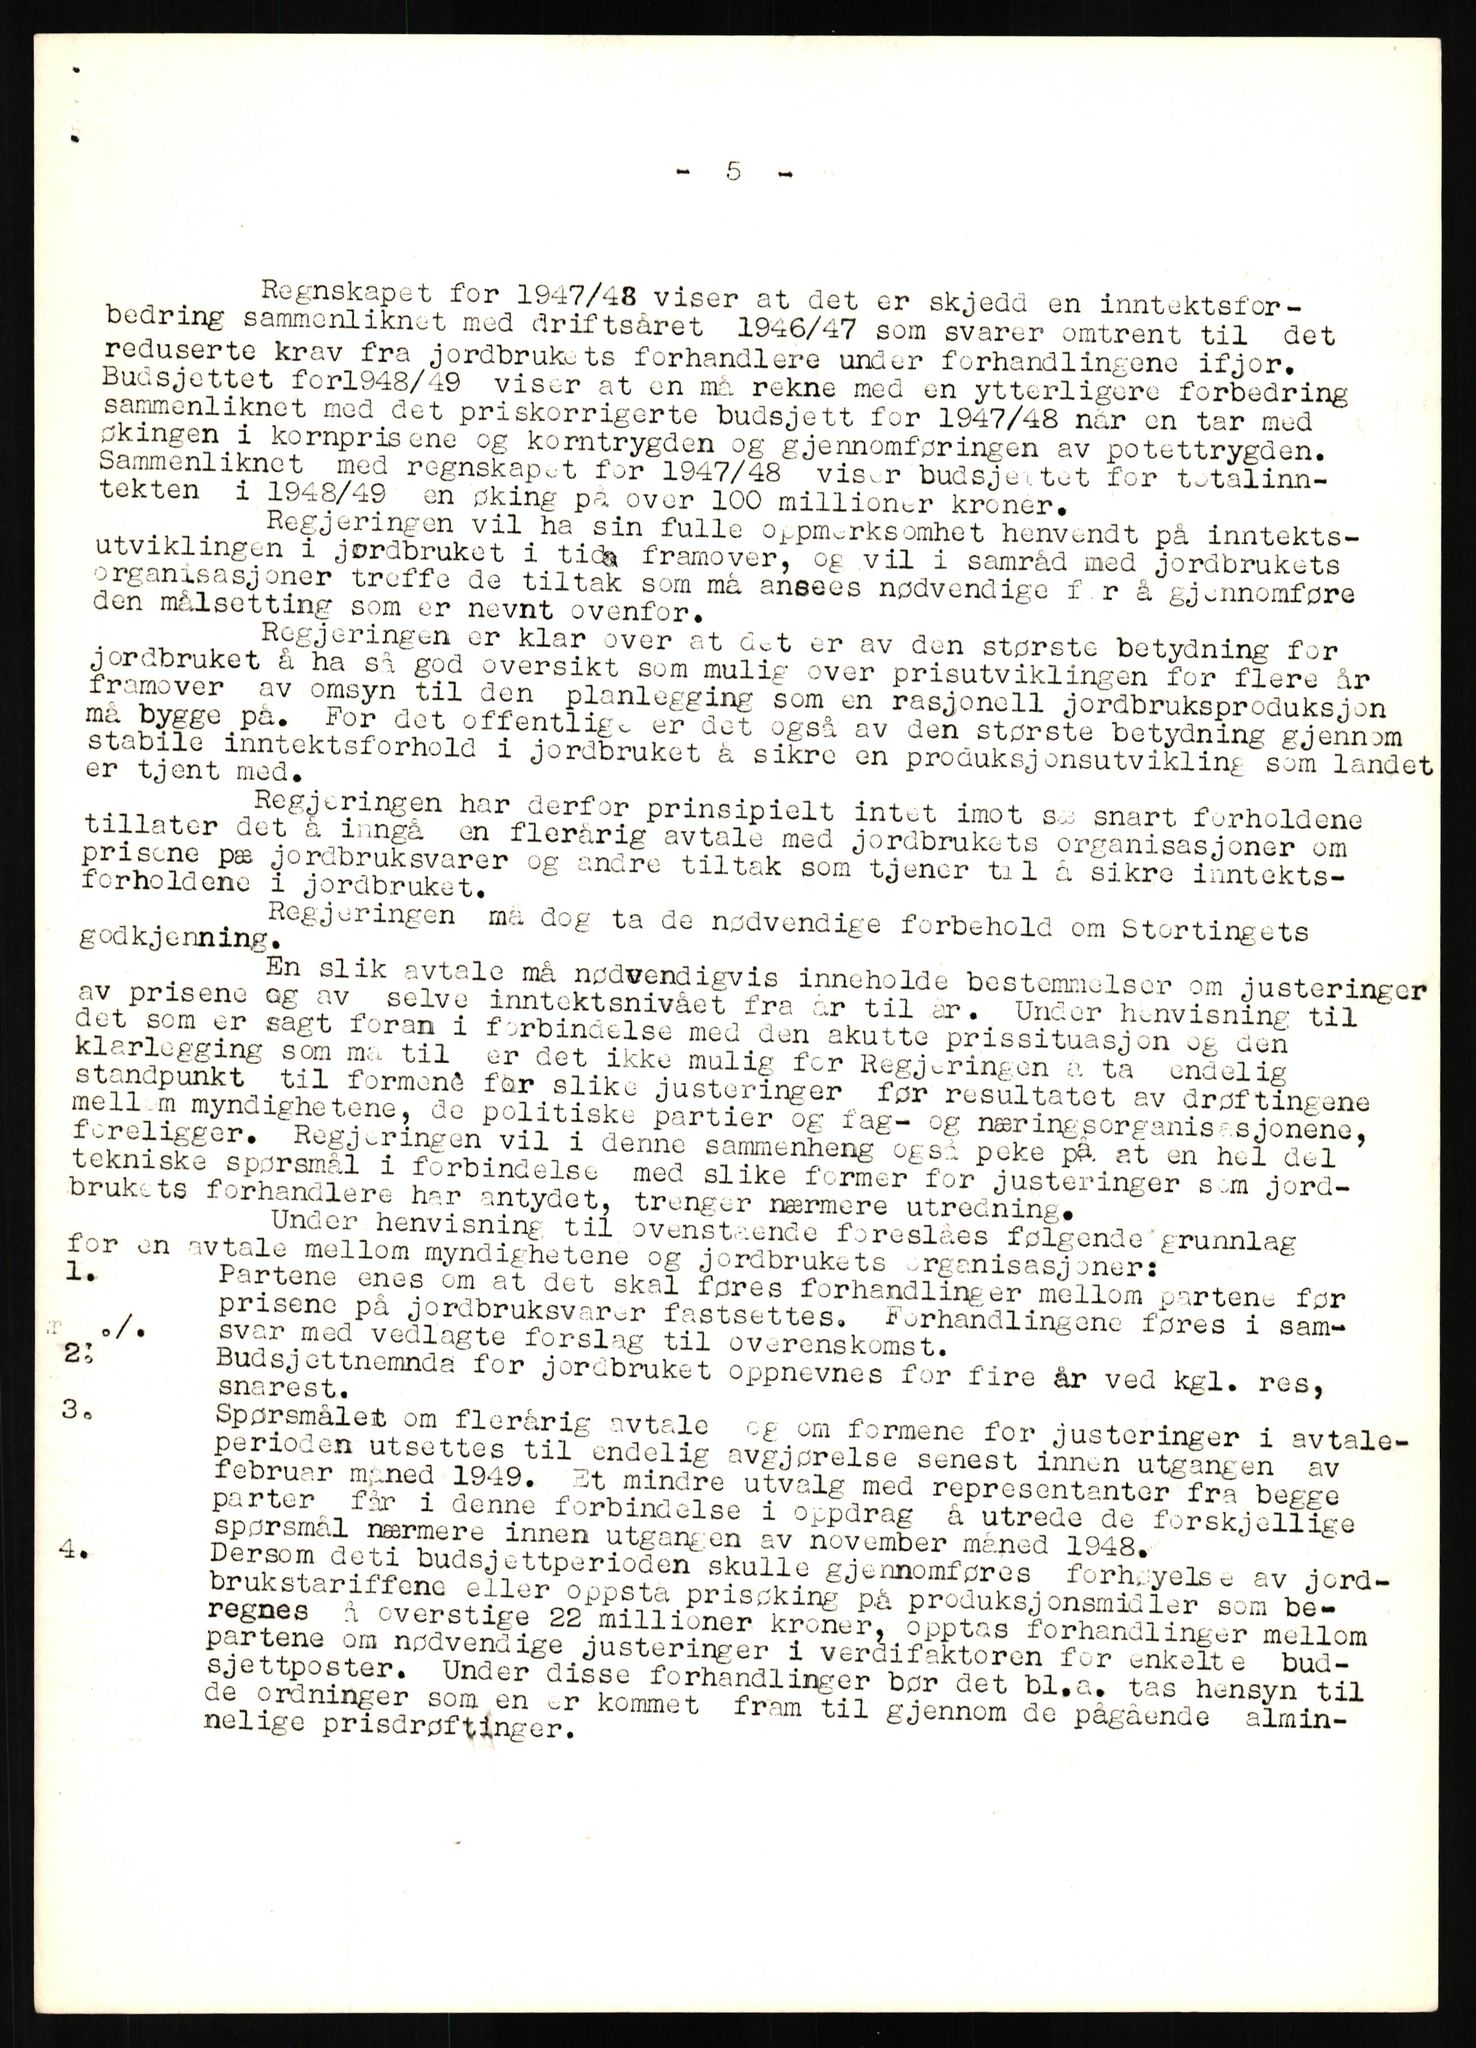 - 5 -
Regnskapet for 1947/48 viser at det er skjedd en inntektsfor-
bedring sammenliknet med driftsåret 1946/47 som svarer omtrent til det
reduserte krav fra jordbrukets forhandlere under forhandlingene ifjor.
Budsjettet for1948/49 viser at en må rekne med en ytterligere forbedring
sammenliknet med det priskorrigerte budsjett for 1947/48 når en tar med
økingen i kornprisene og korntrygden og gjennomføringen av potettrygden.
Sammenliknet med regnskapet for 1947/48 viser budsjettet for totalinn-
tekten i 1948/49 en øking på over 100 millioner kroner.
Regjeringen vil ha sin fulle oppmerksomhet henvendt på inntekts-
utviklingen i jordbruket i tida framover, og vil i samråd med jordbrukets
organisasjoner treffe de tiltak som må ansees nødvendige for å gjennomføre
den målsetting som er nevnt ovenfor.
Regjeringen er klar over at det er av den største betydning for
jordbruket å ha så god oversikt som mulig over prisutviklingen for flere år
framover av omsyn til den planlegging som en rasjonell jordbruksproduksjon
må bygge på. For det offentlige er det også av den største betydning gjennom
stabile inntektsforhold i jordbruket å sikre en produksjonsutvikling som landet
er tjent med.
Regjeringen har derfor prinsipielt intet imot sæ snart forholdene
tillater det å inngå en flerårig avtale med jordbrukets organisasjoner om
prisene pæ jordbruksvarer og andre tiltak som tjener til å sikre inntekts-
forholdene i jordbruket.
Regjeringen må dog ta de nødvendige forbehold om Stortingets
godkjenning.
En slik avtale må nødvendigvis inneholde bestemmelser om justeringer
av prisene og av selve inntektsnivået fra år til år. Under henvisning til
det som er sagt foran i forbindelse med den akutte prissituasjon og den
klarlegging som må til er det ikke mulig for Regjeringen å ta endelig
standpunkt til formene for slike justeringer før resultatet av drøftingene
mellom myndighetene, de politiske partier og fag- og næringsorganisasjonene,
foreligger. Regjeringen vil i denne sammenheng også peke på at en hel del
tekniske spørsmål i forbindelse med slike former for justeringer som jord-
brukets forhandlere har antydet, trenger nærmere utredning.
Under henvisning til ovenstående foreslåes følgende grunnlag
for en avtale mellom myndighetene og jordbrukets organisasjoner:
1. Partene enes om at det skal føres forhandlinger mellom partene før
prisene på jordbruksvarer fastsettes. Forhandlingene føres i sam-
./. svar med vedlagte forslag til overenskomst.
2. Budsjettnemnda for jordbruket oppnevnes for fire år ved kgl. res,
snarest.
3. Spørsmålet om flerårig avtale og om formene for justeringer i avtale-
perioden utsettes til endelig avgjørelse senest innen utgangen av
februar måned 1949. Et mindre utvalg med representanter fra begge
parter får i denne forbindelse i oppdrag å utrede de forskjellige
spørsmål nærmere innen utgangen av november måned 1948.
4. Dersom deti budsjettperioden skulle gjennomføres forhøyelse av jord-
brukstariffene eller oppstå prisøking på produksjonsmidler som be-
regnes å overstige 22 millioner kroner, opptas forhandlinger mellom
partene om nødvendige justeringer i verdifaktoren for enkelte bud-
sjettposter. Under disse forhandlinger bør det bl.a. tas hensyn til
de ordninger som en er kommet fram til gjennom de pågående almin-
nelige prisdrøftinger.